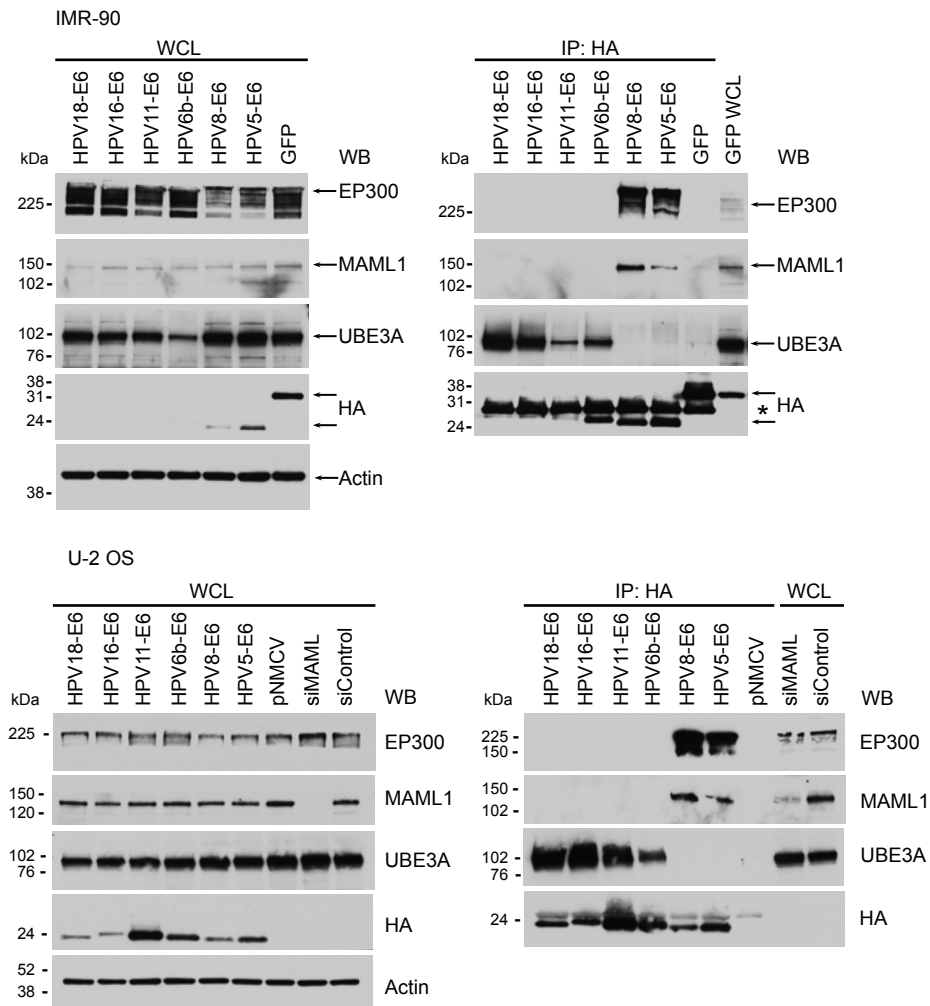 IMR-90
WCL
HPV18-E6
HPV16-E6
HPV11-E6
HPV6b-E6
HPV8-E6
HPV5-E6
GFP
kDa
WB
225
EP300
150
102
MAML1
102
76
UBE3A
38
31
24
HA
38
Actin
IP: HA
HPV18-E6
HPV16-E6
HPV11-E6
HPV6b-E6
HPV8-E6
HPV5-E6
GFP
GFP WCL
kDa
WB
225
EP300
150
102
MAML1
102
76
UBE3A
38
31
24
* HA
U-2 OS
WCL
HPV18-E6
HPV16-E6
HPV11-E6
HPV6b-E6
HPV8-E6
HPV5-E6
pNMCV
siMAML
siControl
kDa
WB
225
EP300
150
120
MAML1
102
76
UBE3A
24
HA
52
38
Actin
IP: HA
WCL
HPV18-E6
HPV16-E6
HPV11-E6
HPV6b-E6
HPV8-E6
HPV5-E6
pNMCV
siMAML
siControl
kDa
WB
225
150
EP300
150
102
MAML1
102
76
UBE3A
24
HA